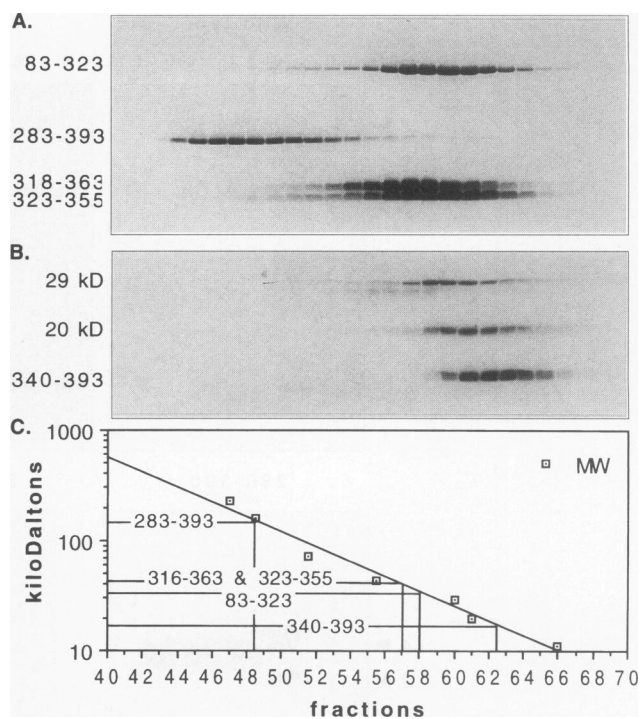 A.
83-323
283-393
318-363
323-355
B.
29 kD
20 kD
340-393
C.
1000
100
10
kiloDaltons
MW
283-393
316-363 & 323-355
83-323
340-393
40 42 44 46 48 50 52 54 56 58 60 62 64 66 68 70
fractions